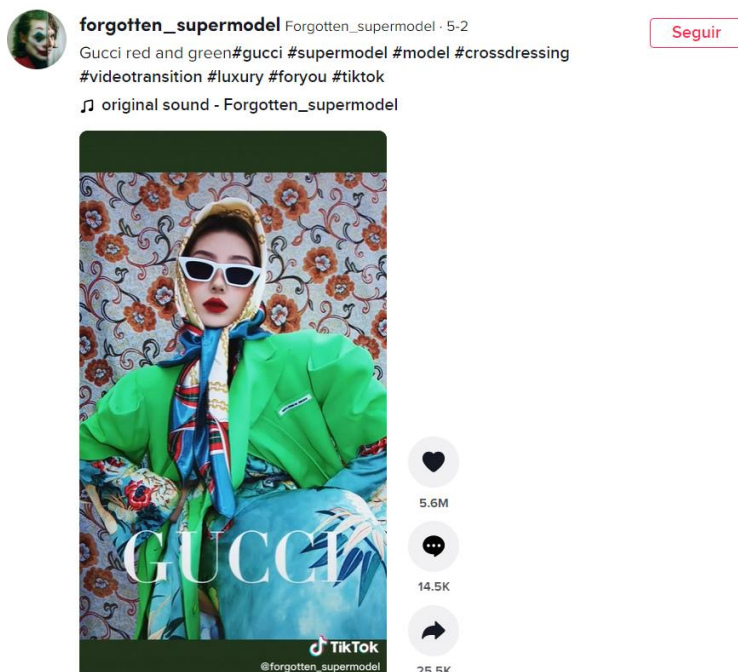 forgotten_supermodel Forgotten_supermodel · 5-2
Seguir
Gucci red and green#gucci #supermodel #model #crossdressing
#videotransition #luxury #foryou #tiktok
original sound - Forgotten_supermodel
GUCCI
5.6M
14.5K
25.5K
TikTok
@forgotten_supermodel